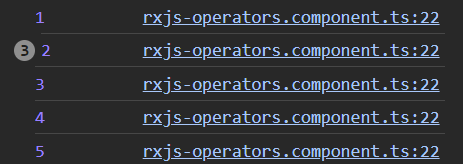 1 rxjs-operators.component.ts:22
3 2 rxjs-operators.component.ts:22
3 rxjs-operators.component.ts:22
4 rxjs-operators.component.ts:22
5 rxjs-operators.component.ts:22